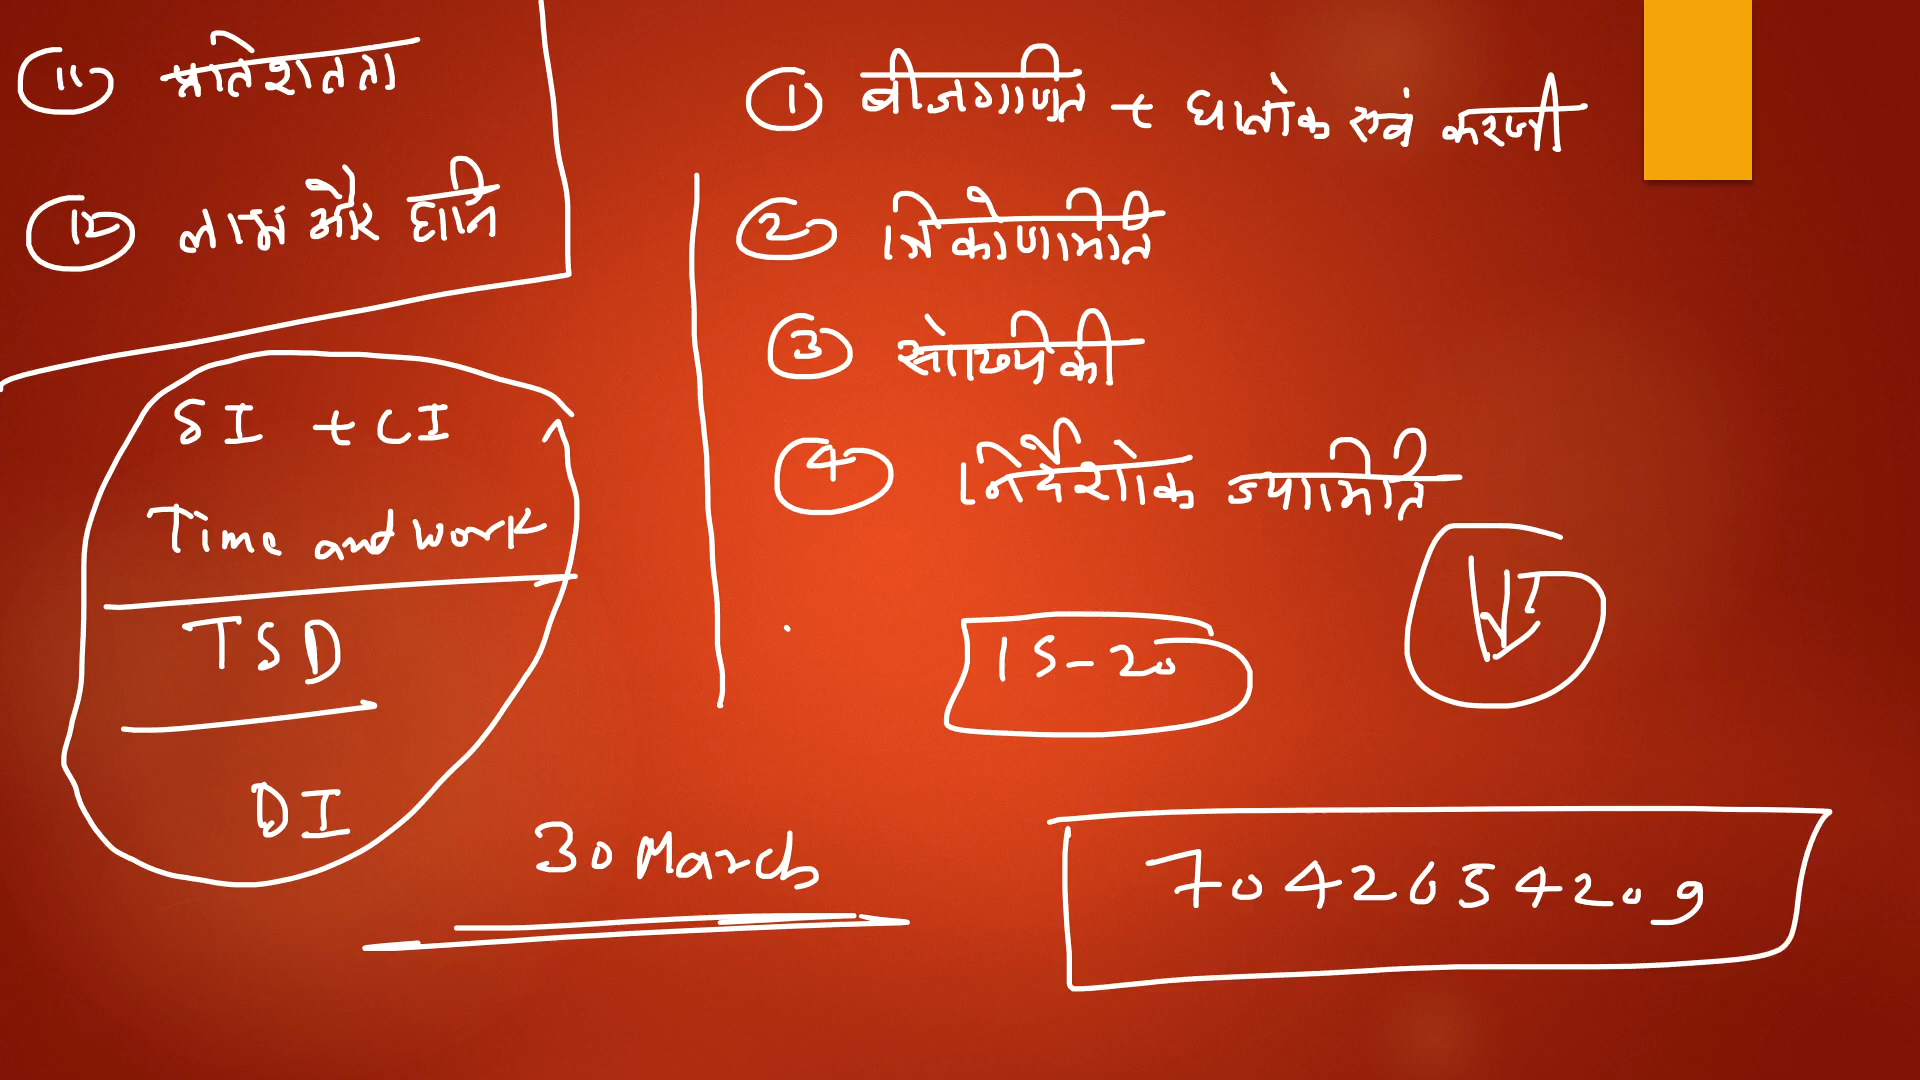 11 प्रतिशतता
12 लाभ और हानि
SI + CI
Time and work
TSD
DI
30 March
1 बीजगणित + घातांक एवं करणी
2 त्रिकोणमिति
3 सांख्यिकी
4 निर्देशांक ज्यामिति
15-20
7042654209